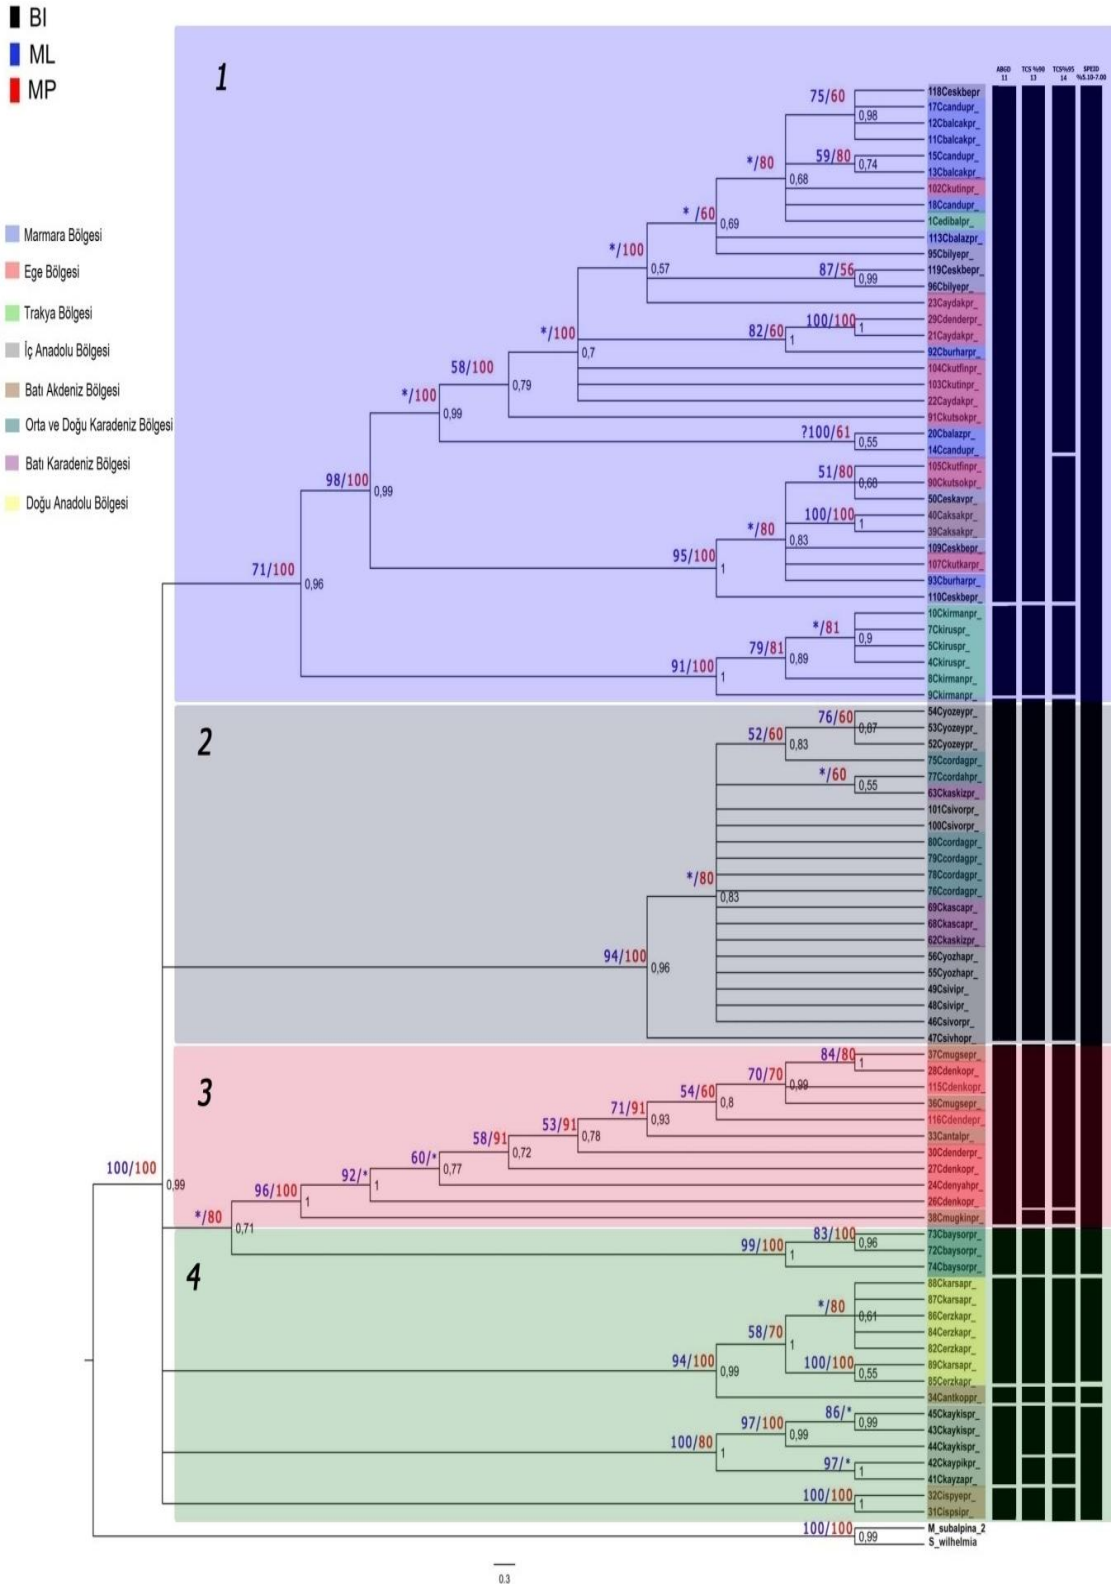 BI
ML
MP
Marmara Bölgesi
Ege Bölgesi
Trakya Bölgesi
İç Anadolu Bölgesi
Batı Akdeniz Bölgesi
Orta ve Doğu Karadeniz Bölgesi
Batı Karadeniz Bölgesi
Doğu Anadolu Bölgesi
ABGD TCS %90 TCS%95
11 13 14 %5.10-7.00
1
75/60
0,98
118Ceskbepr
17Ccandupr_
12Cbalcakpr_
11Cbalcakpr_
59/80
0,74
15Ccandupr_
13Cbalcakpr_
*/80
0,68
102Ckutinpr_
18Ccandupr_
1Cedibalpr_
* /60
0,69
113Cbalazpr_
95Cbilyepr_
*/100
0,57
87/56
0,99
119Ceskbepr_
96Cbilyepr_
23Caydakpr_
100/100
1
29Cdenderpr_
21Caydakpr_
82/60
1
92Cburharpr_
*/100
0,7
104Ckutfinpr_
103Ckutinpr_
22Caydakpr_
58/100
0,79
91Ckutsokpr_
*/100
0,99
?100/61
0,55
20Cbalazpr_
14Ccandupr_
98/100
0,99
51/80
0,68
105Ckutfinpr_
90Ckutsokpr_
50Ceskavpr_
100/100
1
40Caksakpr_
39Caksakpr_
*/80
0,83
109Ceskbepr_
107Ckutkarpr_
93Cburharpr_
95/100
1
110Ceskbepr_
71/100
0,96
*/81
0,9
10Ckirmanpr_
7Ckiruspr_
5Ckiruspr_
4Ckiruspr_
79/81
0,89
8Ckirmanpr_
91/100
1
9Ckirmanpr_
2
76/60
0,87
54Cyozeypr_
53Cyozeypr_
52Cyozeypr_
52/60
0,83
75Ccordagpr_
*/60
0,55
77Ccordahpr_
63Ckaskizpr_
101Csivorpr_
100Csivorpr_
80Ccordagpr_
79Ccordagpr_
78Ccordagpr_
76Ccordagpr_
*/80
0,83
69Ckascapr_
68Ckascapr_
62Ckaskizpr_
56Cyozhapr_
55Cyozhapr_
49Csivipr_
48Csivipr_
46Csivorpr_
94/100
0,96
47Csivhopr_
3
84/80
1
37Cmugsepr_
28Cdenkopr_
70/70
0,99
115Cdenkopr_
36Cmugsepr_
54/60
0,8
116Cdendepr_
71/91
0,93
33Cantalpr_
53/91
0,78
30Cdenderpr_
58/91
0,72
27Cdenkopr_
60/*
0,77
24Cdenyahpr_
92/*
1
26Cdenkopr_
96/100
1
38Cmugkinpr_
100/100
0,99
*/80
0,71
4
83/100
0,96
73Cbaysorpr_
72Cbaysorpr_
99/100
1
74Cbaysorpr_
*/80
0,61
88Ckarsapr_
87Ckarsapr_
86Cerzkapr_
84Cerzkapr_
82Cerzkapr_
58/70
1
100/100
0,55
89Ckarsapr_
85Cerzkapr_
94/100
0,99
34Cantkoppr_
86/*
0,99
45Ckaykispr_
43Ckaykispr_
97/100
0,99
44Ckaykispr_
100/80
1
97/*
1
42Ckaypikpr_
41Ckayzapr_
100/100
1
32Cispyepr_
31Cispsipr_
100/100
0,99
M_subalpina_2
S_wilhelmia
0.3